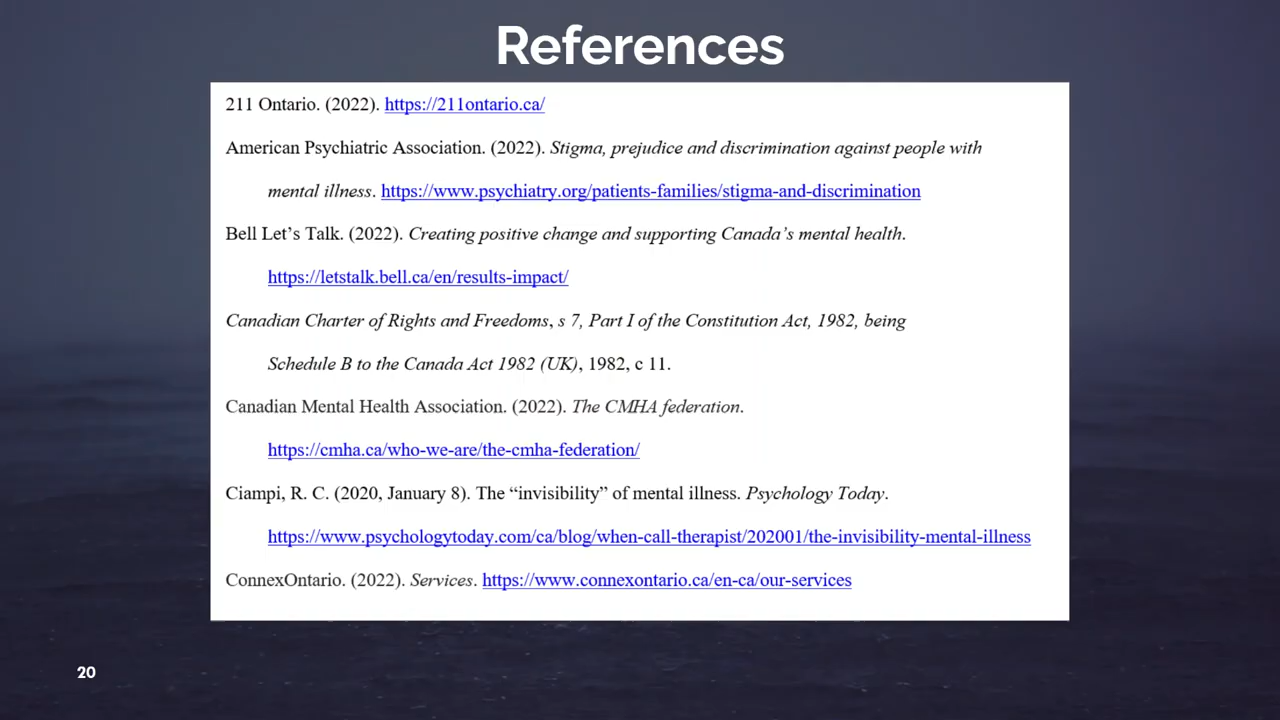 References
211 Ontario. (2022). https://211ontario.ca/
American Psychiatric Association. (2022). Stigma, prejudice and discrimination against people with
mental illness. https://www.psychiatry.org/patients-families/stigma-and-discrimination
Bell Let’s Talk. (2022). Creating positive change and supporting Canada’s mental health.
https://letstalk.bell.ca/en/results-impact/
Canadian Charter of Rights and Freedoms, s 7, Part I of the Constitution Act, 1982, being
Schedule B to the Canada Act 1982 (UK), 1982, c 11.
Canadian Mental Health Association. (2022). The CMHA federation.
https://cmha.ca/who-we-are/the-cmha-federation/
Ciampi, R. C. (2020, January 8). The “invisibility” of mental illness. Psychology Today.
https://www.psychologytoday.com/ca/blog/when-call-therapist/202001/the-invisibility-mental-illness
ConnexOntario. (2022). Services. https://www.connexontario.ca/en-ca/our-services
20